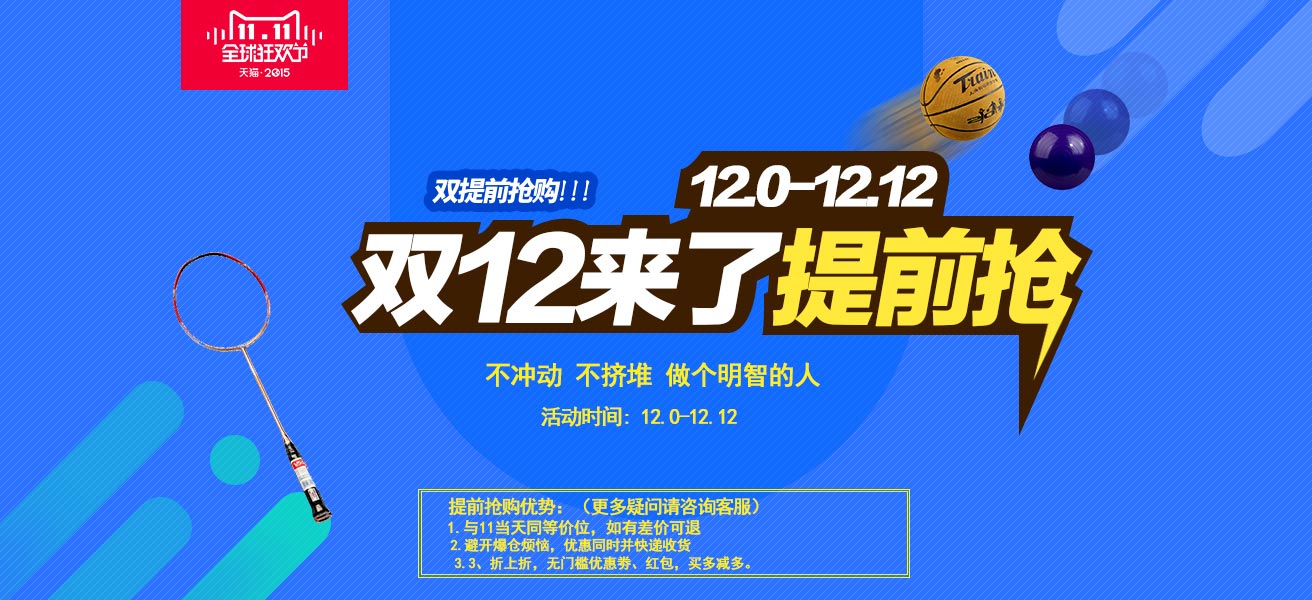 11.11
全球狂欢节
天猫·2015
Train
双提前抢购!!!
12.0-12.12
双12来了提前抢
不冲动 不挤堆 做个明智的人
活动时间: 12.0-12.12
提前抢购优势：（更多疑问请咨询客服）
1.与11当天同等价位，如有差价可退
2.避开爆仓烦恼，优惠同时并快递收货
3.3、折上折，无门槛优惠劵、红包，买多减多。